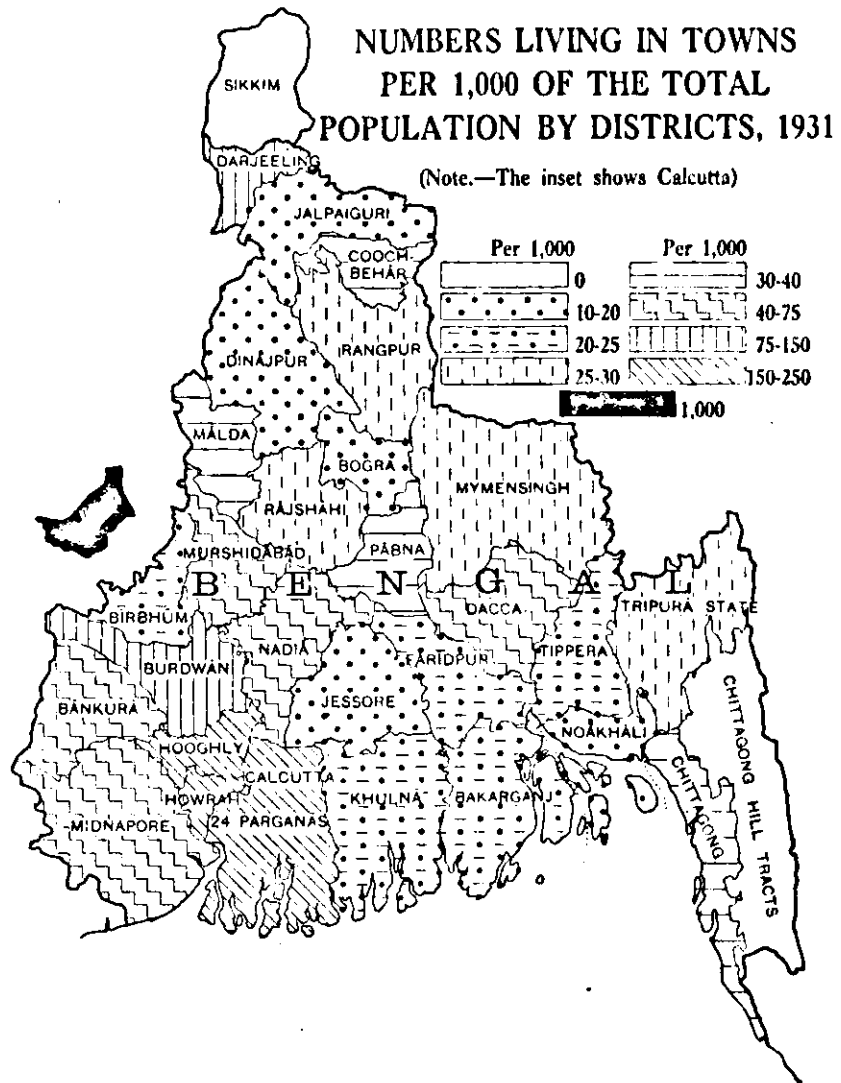 NUMBERS LIVING IN TOWNS
PER 1,000 OF THE TOTAL
POPULATION BY DISTRICTS, 1931
(Note.—The inset shows Calcutta)
Per 1,000 Per 1,000
0 30-40
10-20 40-75
20-25 75-150
25-30 150-250
1,000
SIKKIM
DARJEELING
JALPAIGURI
COOCH
BEHAR
RANGPUR
DINAJPUR
MALDA
BOGRA
MYMENSINGH
RAJSHAHI
MURSHIDABAD
PABNA
B E N G A L
BIRBHUM
DACCA
TRIPURA STATE
NADIA
FARIDPUR
TIPPERA
BURDWAN
JESSORE
BANKURA
NOAKHALI
HOOGHLY
CALCUTTA
HOWRAH
KHULNA
BAKARGANJ
MIDNAPORE
24 PARGANAS
CHITTAGONG
CHITTAGONG HILL TRACTS